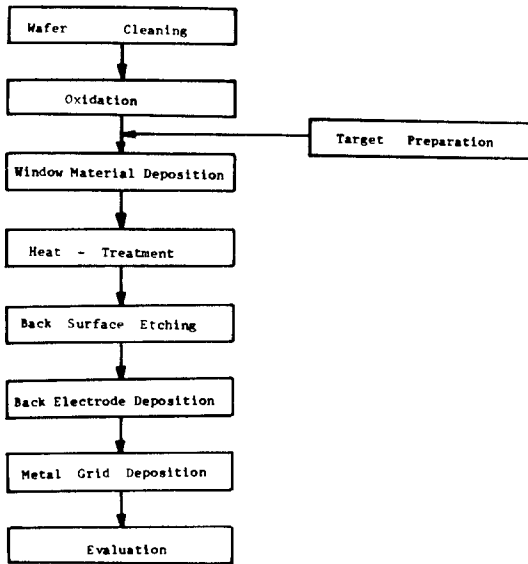 Wafer Cleaning
Oxidation
Target Preparation
Window Material Deposition
Heat - Treatment
Back Surface Etching
Back Electrode Deposition
Metal Grid Deposition
Evaluation